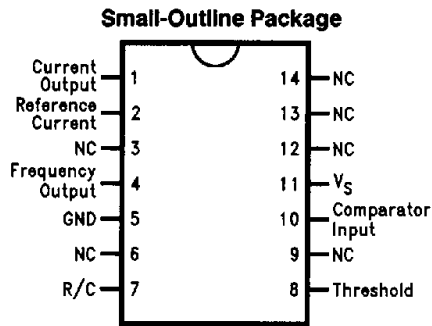 Small-Outline Package
Current
Output
1
14
NC
Reference
Current
2
13
NC
NC
3
12
NC
Frequency
Output
4
11
VS
GND
5
10
Comparator
Input
NC
6
9
NC
R/C
7
8
Threshold